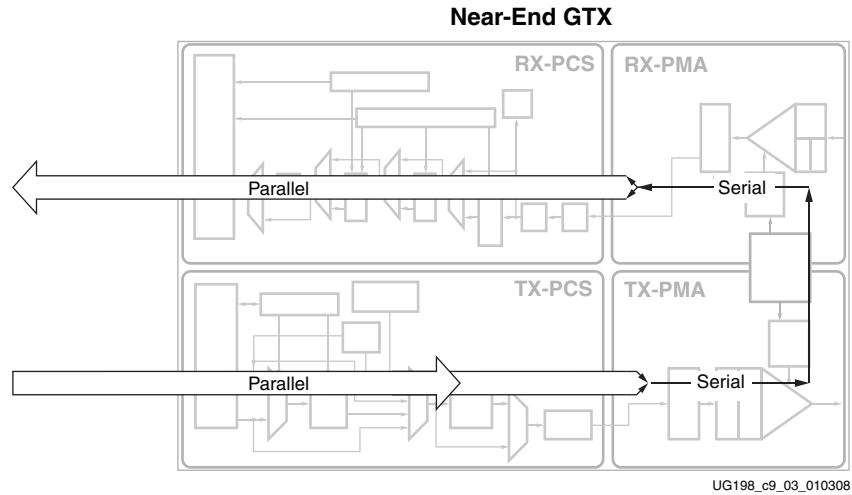 Near-End GTX
RX-PCS
RX-PMA
Parallel
Serial
TX-PCS
TX-PMA
Parallel
Serial
UG198_c9_03_010308